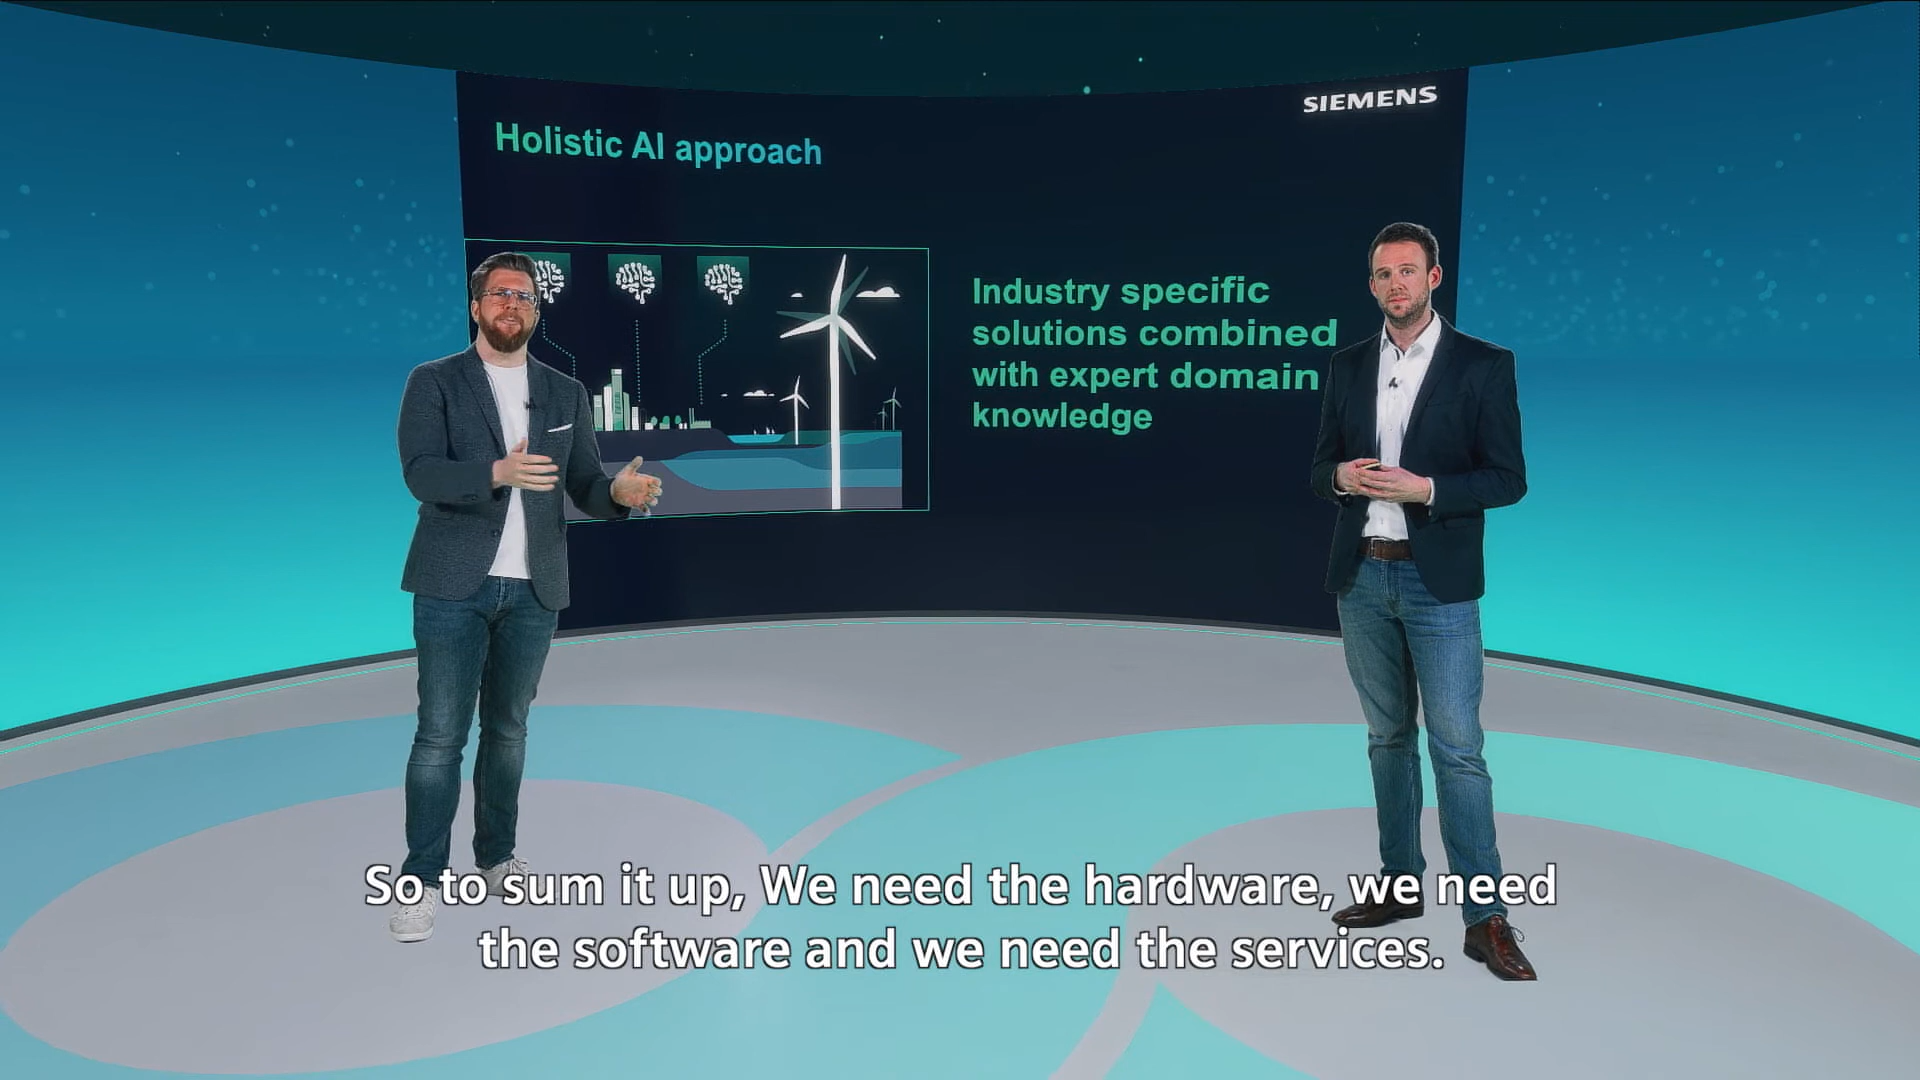 SIEMENS
Holistic AI approach
Industry specific
solutions combined
with expert domain
knowledge
So to sum it up, We need the hardware, we need
the software and we need the services.